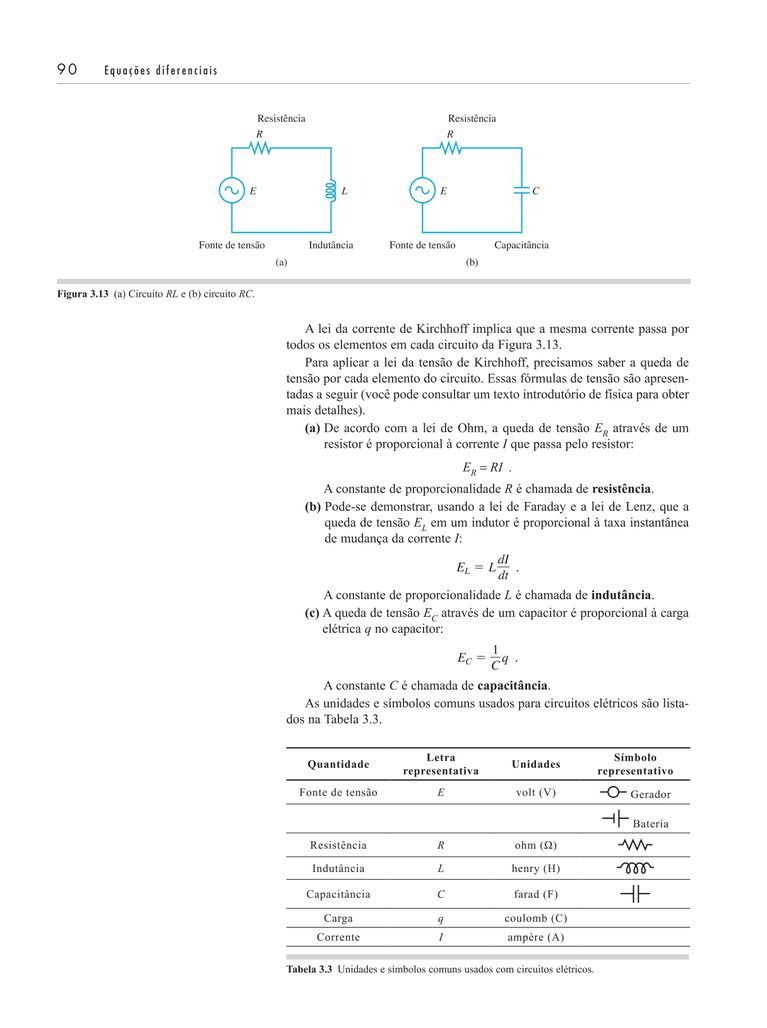 90 Equações diferenciais
Resistência Resistência
R R
E L E C
Fonte de tensão Indutância Fonte de tensão Capacitância
(a) (b)
Figura 3.13 (a) Circuito RL e (b) circuito RC.
A lei da corrente de Kirchhoff implica que a mesma corrente passa por
todos os elementos em cada circuito da Figura 3.13.
Para aplicar a lei da tensão de Kirchhoff, precisamos saber a queda de
tensão por cada elemento do circuito. Essas fórmulas de tensão são apresen-
tadas a seguir (você pode consultar um texto introdutório de física para obter
mais detalhes).
(a) De acordo com a lei de Ohm, a queda de tensão E_R através de um
resistor é proporcional à corrente I que passa pelo resistor:
E_R = RI .
A constante de proporcionalidade R é chamada de resistência.
(b) Pode-se demonstrar, usando a lei de Faraday e a lei de Lenz, que a
queda de tensão E_L em um indutor é proporcional à taxa instantânea
de mudança da corrente I:
E_L = L dI/dt .
A constante de proporcionalidade L é chamada de indutância.
(c) A queda de tensão E_C através de um capacitor é proporcional à carga
elétrica q no capacitor:
E_C = 1/C q .
A constante C é chamada de capacitância.
As unidades e símbolos comuns usados para circuitos elétricos são lista-
dos na Tabela 3.3.
Quantidade Letra representativa Unidades Símbolo representativo
Fonte de tensão E volt (V) Gerador
Bateria
Resistência R ohm (Ω)
Indutância L henry (H)
Capacitância C farad (F)
Carga q coulomb (C)
Corrente I ampère (A)
Tabela 3.3 Unidades e símbolos comuns usados com circuitos elétricos.